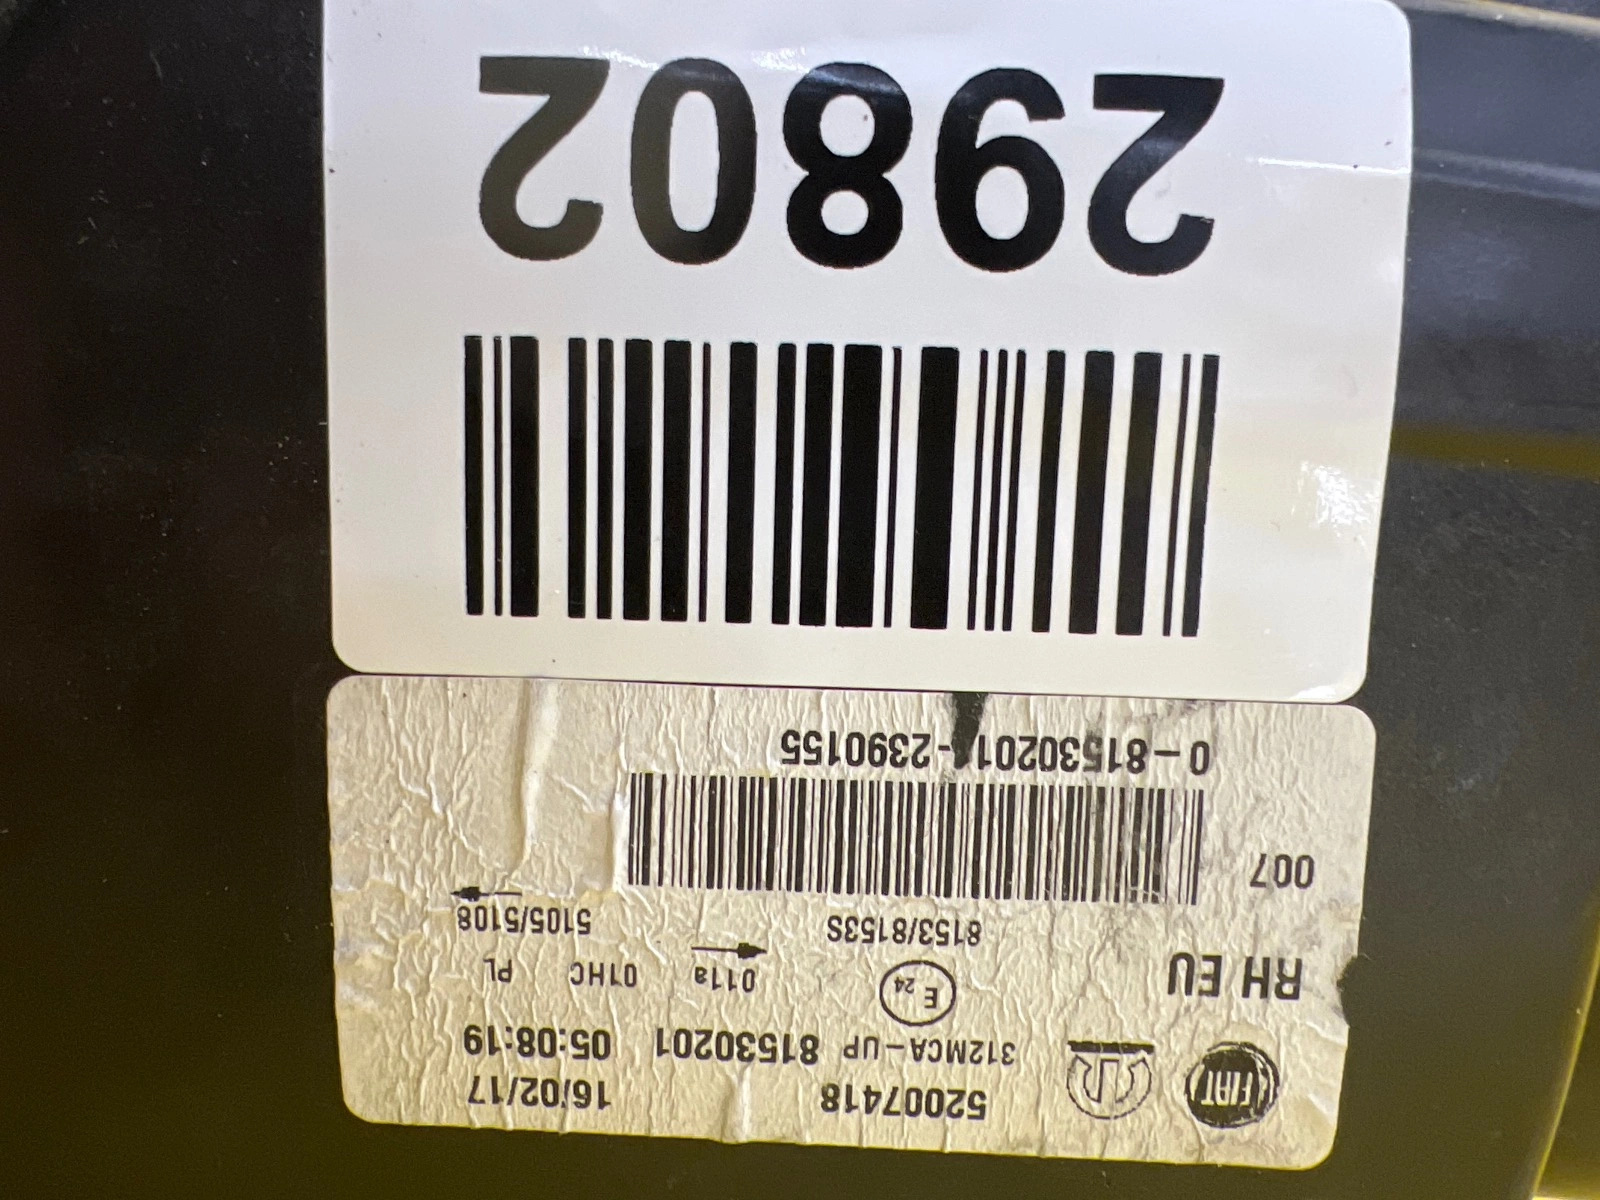 FIAT 52007418 16/02/17
312MCA-UP 81530201 05:08:19
RH EU E 24 011a 01HC PL
8153/8153S 5105/5108
007
0-81530201-2390155
29802